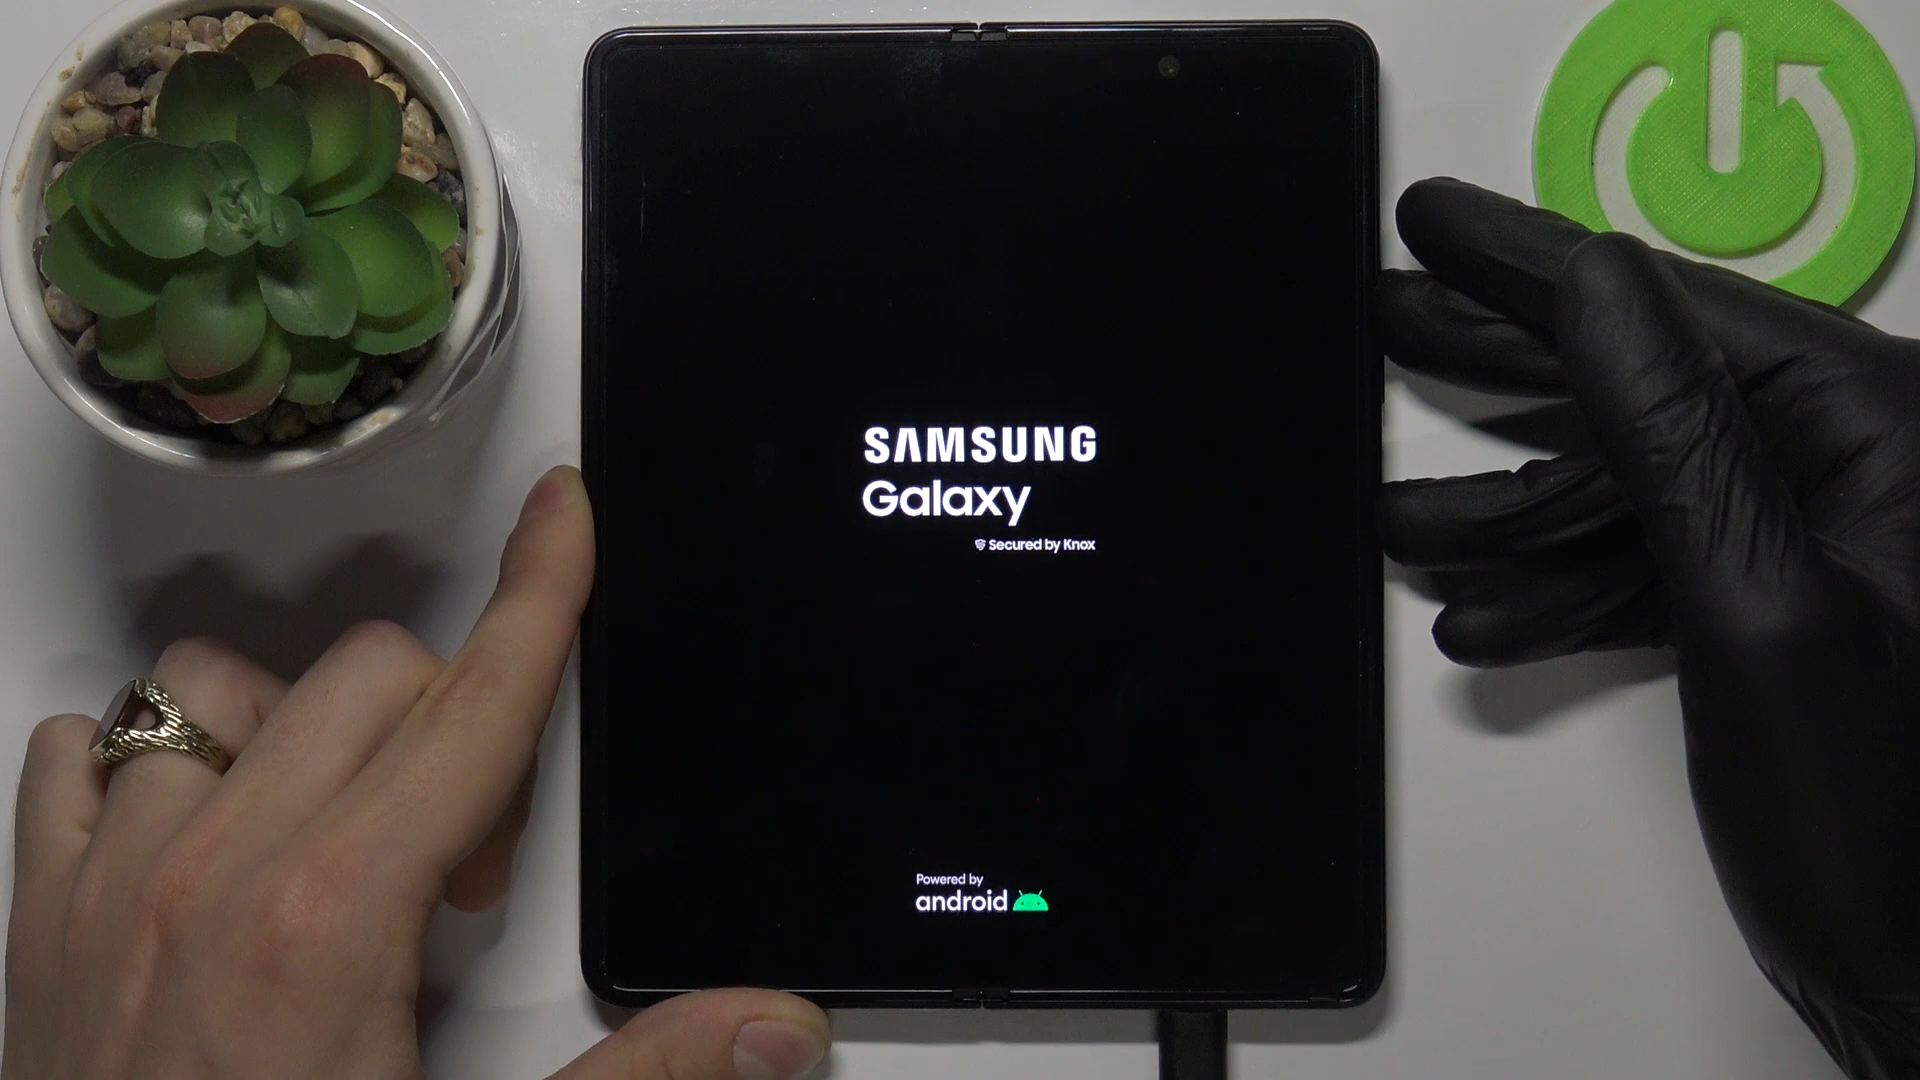 SAMSUNG
Galaxy
Secured by Knox
Powered by
android